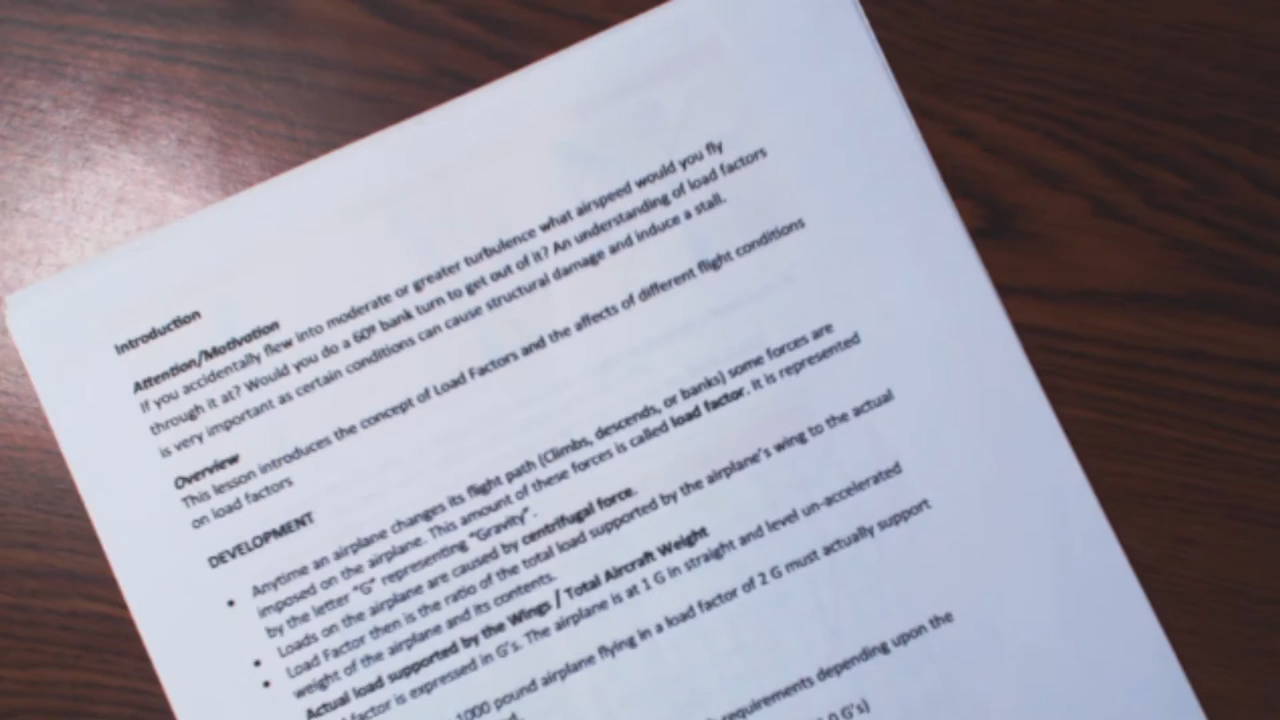 Introduction
Attention/Motivation
If you accidentally flew into moderate or greater turbulence what airspeed would you fly
through it at? Would you do a 60º bank turn to get out of it? An understanding of load factors
is very important as certain conditions can cause structural damage and induce a stall.
Overview
This lesson introduces the concept of Load Factors and the affects of different flight conditions
on load factors
DEVELOPMENT
• Anytime an airplane changes its flight path (Climbs, descends, or banks) some forces are
imposed on the airplane. This amount of these forces is called load factor. It is represented
by the letter "G" representing "Gravity".
• Loads on the airplane are caused by centrifugal force.
• Load Factor then is the ratio of the total load supported by the airplane's wing to the actual
weight of the airplane and its contents.
Actual load supported by the Wings / Total Aircraft Weight
factor is expressed in G's. The airplane is at 1 G in straight and level un-accelerated
1000 pound airplane flying in a load factor of 2 G must actually support
requirements depending upon the
G's)